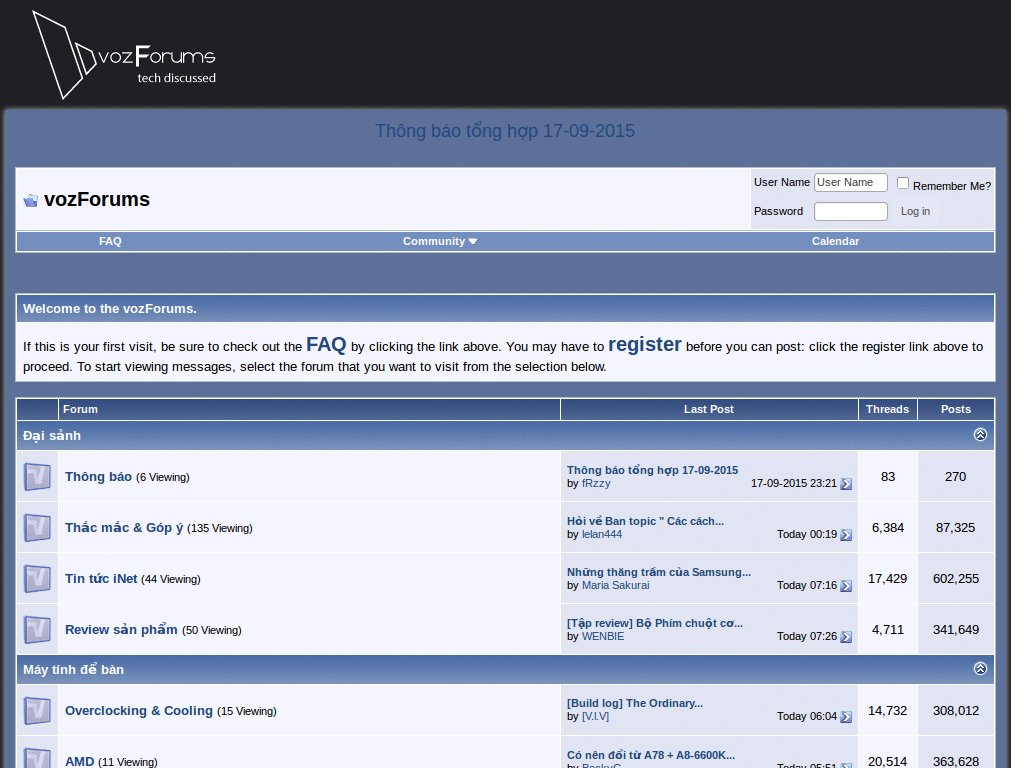 vozForums
tech discussed
Thông báo tổng hợp 17-09-2015
vozForums
User Name User Name Remember Me?
Password Log in
FAQ Community Calendar
Welcome to the vozForums.
If this is your first visit, be sure to check out the FAQ by clicking the link above. You may have to register before you can post: click the register link above to
proceed. To start viewing messages, select the forum that you want to visit from the selection below.
Forum Last Post Threads Posts
Đại sảnh
Thông báo (6 Viewing)
Thông báo tổng hợp 17-09-2015
by fRzzy 17-09-2015 23:21
83 270
Thắc mắc & Góp ý (135 Viewing)
Hỏi về Ban topic " Các cách...
by lelan444 Today 00:19
6,384 87,325
Tin tức iNet (44 Viewing)
Những thăng trầm của Samsung...
by Maria Sakurai Today 07:16
17,429 602,255
Review sản phẩm (50 Viewing)
[Tập review] Bộ Phím chuột cơ...
by WENBIE Today 07:26
4,711 341,649
Máy tính để bàn
Overclocking & Cooling (15 Viewing)
[Build log] The Ordinary...
by [V.I.V] Today 06:04
14,732 308,012
AMD (11 Viewing)
Có nên đổi từ A78 + A8-6600K...
by Today 05:51
20,514 363,628